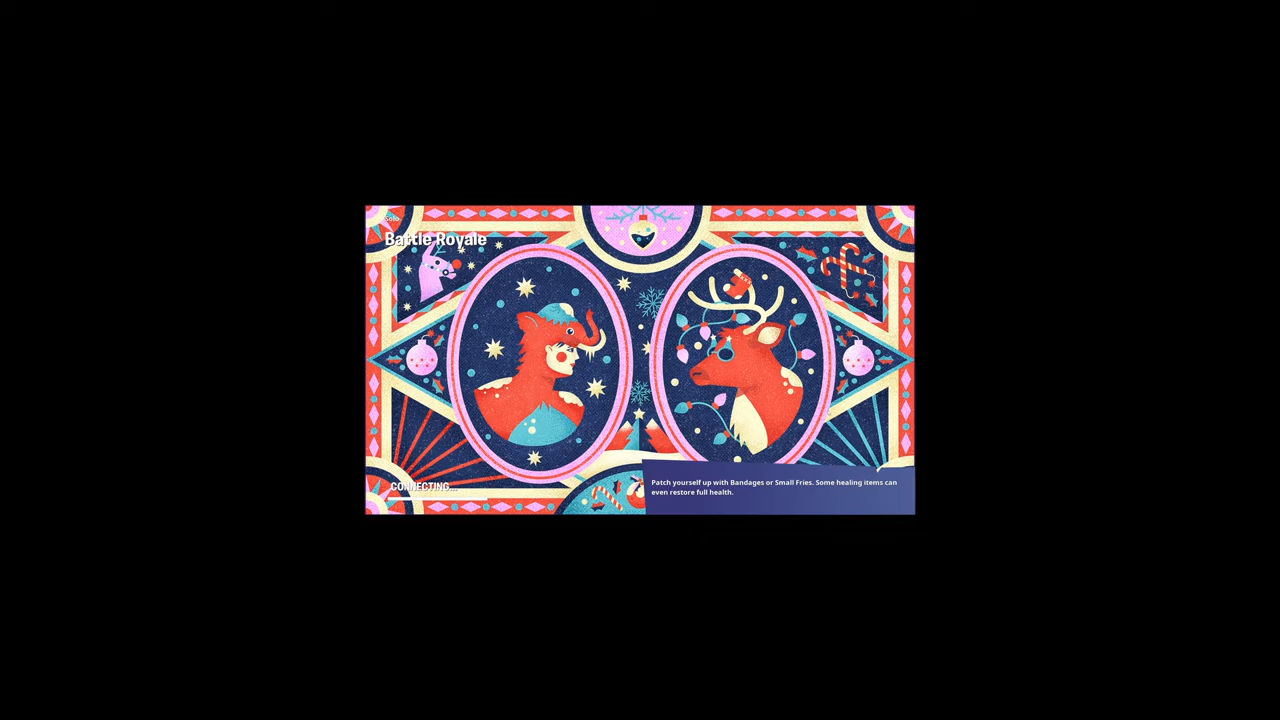 Solo
Battle Royale
CONNECTING...
Patch yourself up with Bandages or Small Fries. Some healing items can
even restore full health.